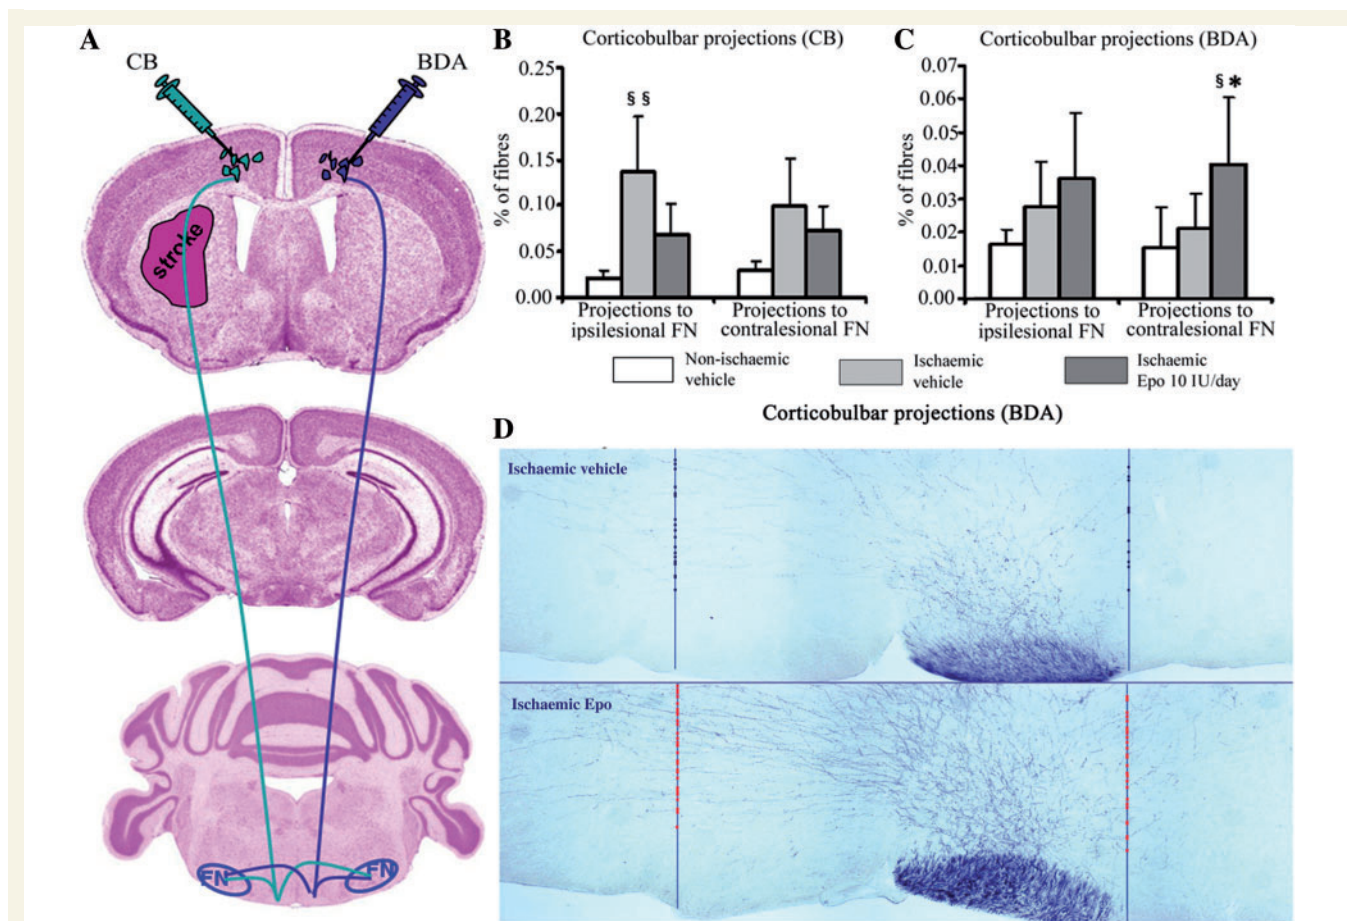 A
CB
BDA
stroke
FN
FN
B
Corticobulbar projections (CB)
% of fibres
0.25
0.20
0.15
0.10
0.05
0.00
§ §
Projections to
ipsilesional FN
Projections to
contralesional FN
C
Corticobulbar projections (BDA)
% of fibres
0.07
0.06
0.05
0.04
0.03
0.02
0.01
0.00
§ *
Projections to
ipsilesional FN
Projections to
contralesional FN
Non-ischaemic
vehicle
Ischaemic
vehicle
Ischaemic
Epo 10 IU/day
Corticobulbar projections (BDA)
D
Ischaemic vehicle
Ischaemic Epo